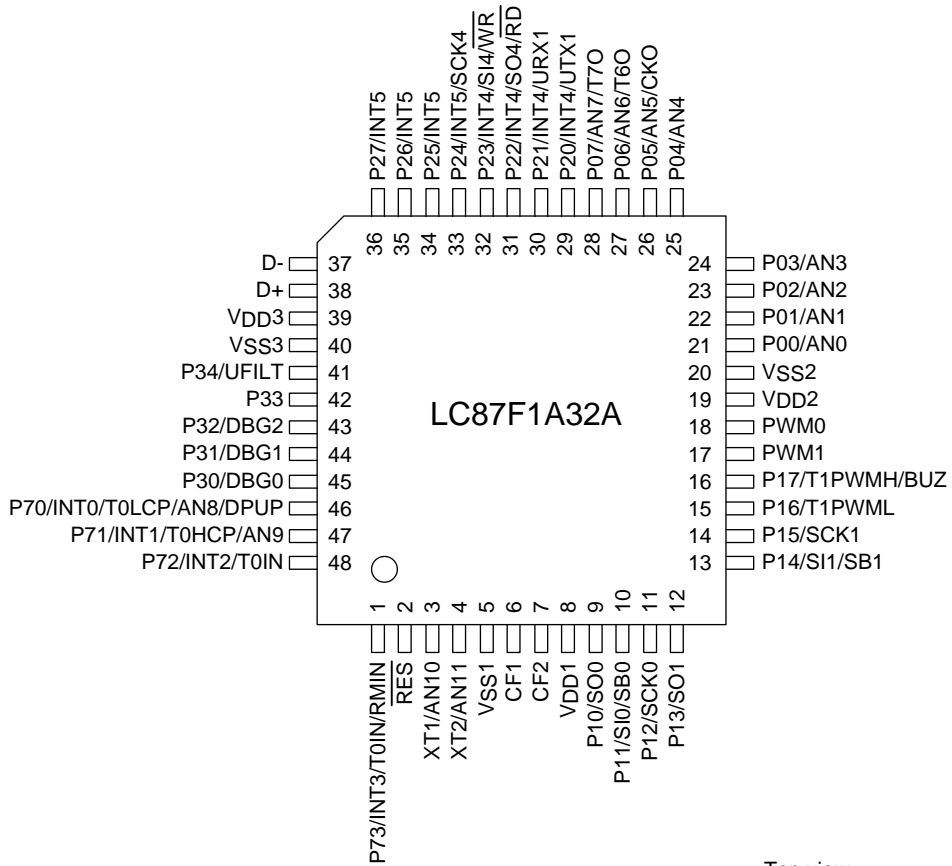 P27/INT5
P26/INT5
P25/INT5
P24/INT5/SCK4
P23/INT4/SI4/WR
P22/INT4/SO4/RD
P21/INT4/URX1
P20/INT4/UTX1
P07/AN7/T7O
P06/AN6/T6O
P05/AN5/CKO
P04/AN4
36 35 34 33 32 31 30 29 28 27 26 25
D- 37
D+ 38
VDD3 39
VSS3 40
P34/UFILT 41
P33 42
P32/DBG2 43
P31/DBG1 44
P30/DBG0 45
P70/INT0/T0LCP/AN8/DPUP 46
P71/INT1/T0HCP/AN9 47
P72/INT2/T0IN 48
LC87F1A32A
24 P03/AN3
23 P02/AN2
22 P01/AN1
21 P00/AN0
20 VSS2
19 VDD2
18 PWM0
17 PWM1
16 P17/T1PWMH/BUZ
15 P16/T1PWML
14 P15/SCK1
13 P14/SI1/SB1
1 2 3 4 5 6 7 8 9 10 11 12
P73/INT3/T0IN/RMIN
RES
XT1/AN10
XT2/AN11
VSS1
CF1
CF2
VDD1
P10/SO0
P11/SI0/SB0
P12/SCK0
P13/SO1